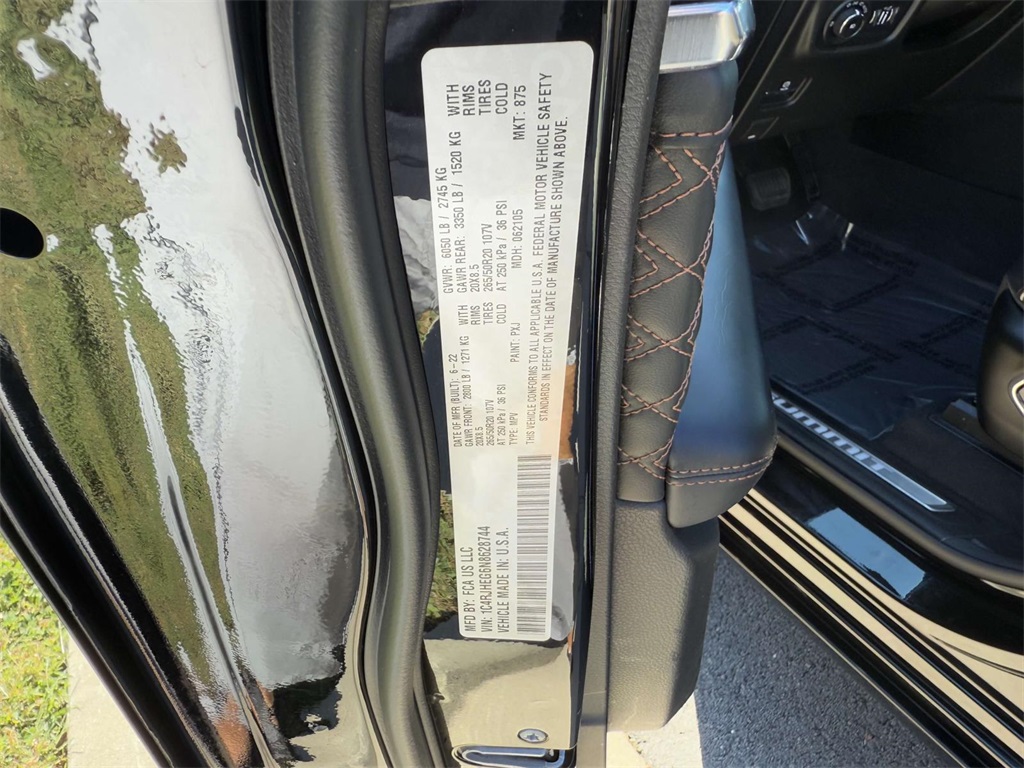 MFD BY: FCA US LLC
DATE OF MFR (BUILT): 6-22
GVWR: 6050 LB / 2745 KG
GAWR FRONT: 2800 LB / 1271 KG WITH
GAWR REAR: 3350 LB / 1520 KG WITH
20X8.5 RIMS
20X8.5 RIMS
265/50R20 107V TIRES
265/50R20 107V TIRES
AT 250 kPa / 36 PSI COLD
AT 250 kPa / 36 PSI COLD
VIN: 1C4RJHEG6N8628744
TYPE: MPV
PAINT: PXJ
MDH: 062105
MKT: 875
VEHICLE MADE IN: U.S.A.
THIS VEHICLE CONFORMS TO ALL APPLICABLE U.S.A. FEDERAL MOTOR VEHICLE SAFETY
STANDARDS IN EFFECT ON THE DATE OF MANUFACTURE SHOWN ABOVE.